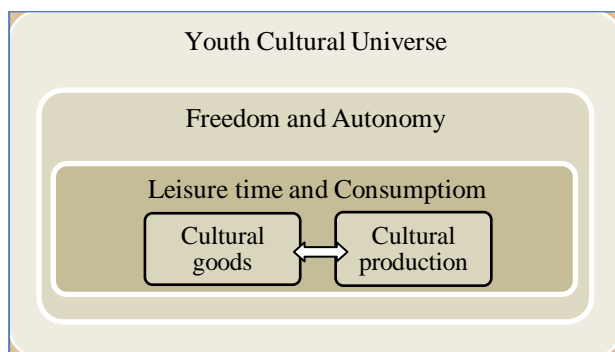 Youth Cultural Universe
Freedom and Autonomy
Leisure time and Consumptiom
Cultural
goods
Cultural
production